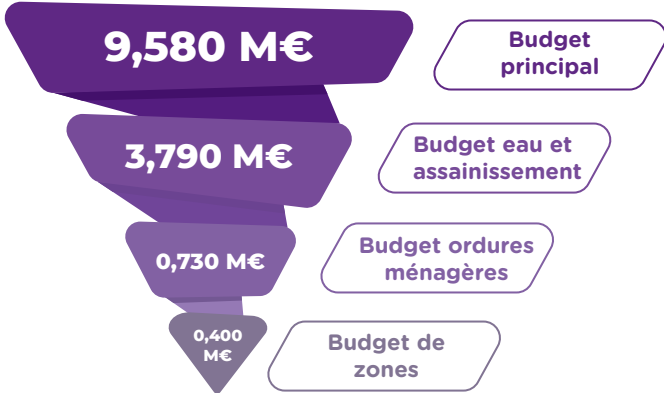 9,580 M€
Budget
principal
3,790 M€
Budget eau et
assainissement
0,730 M€
Budget ordures
ménagères
0,400
M€
Budget de
zones